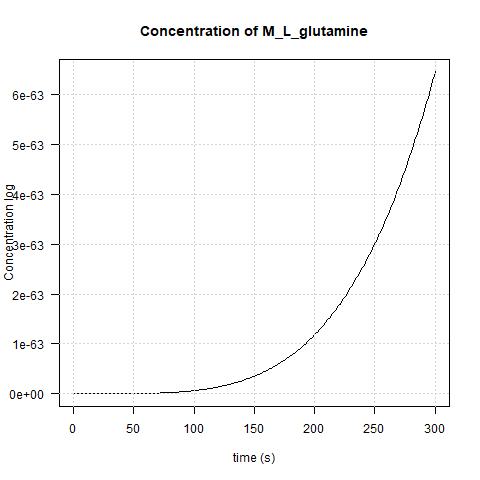 Concentration of M_L_glutamine
Concentration log
6e-63
5e-63
4e-63
3e-63
2e-63
1e-63
0e+00
0 50 100 150 200 250 300
time (s)